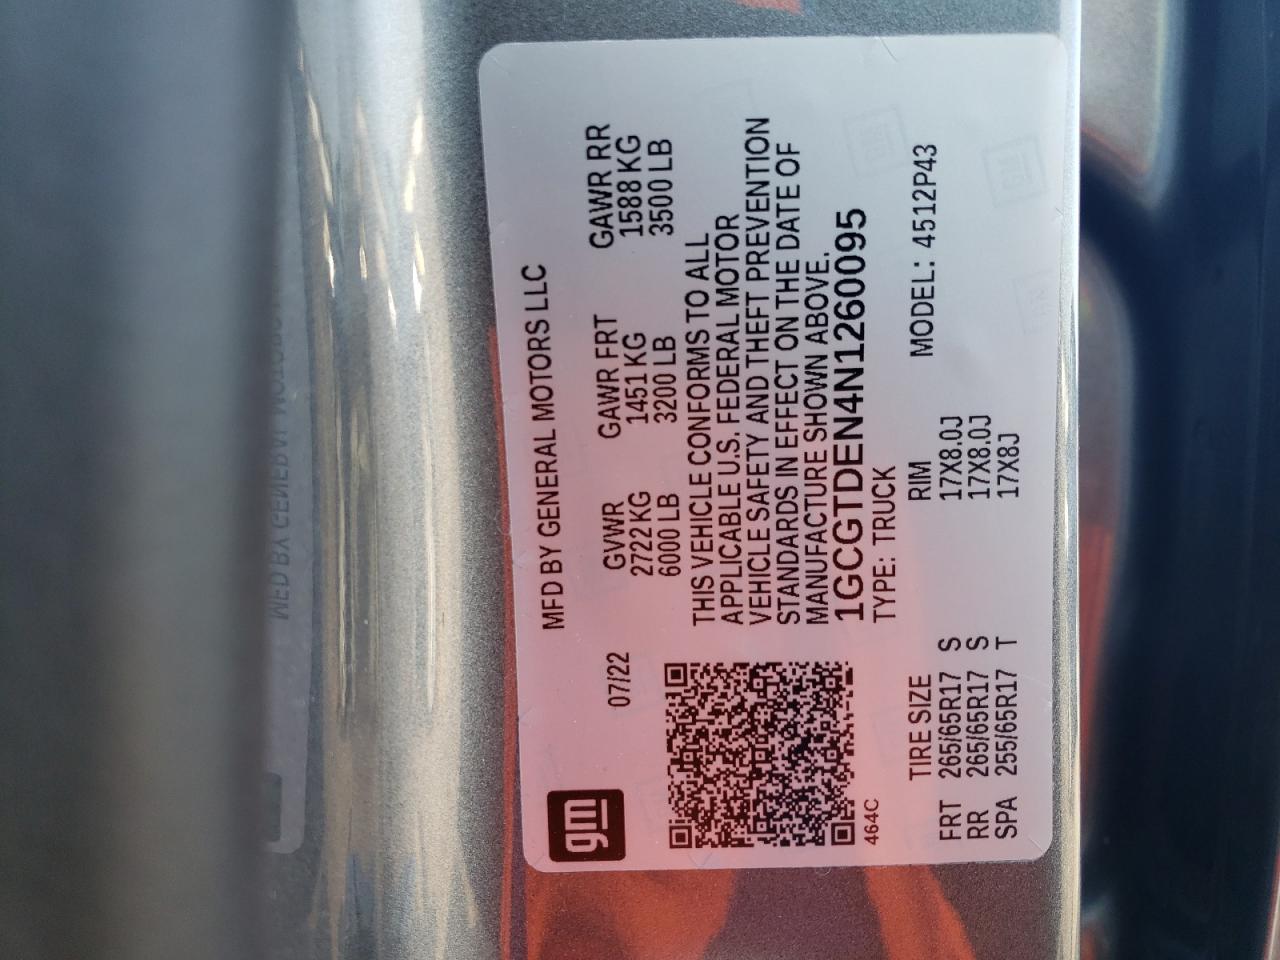 gm
MFD BY GENERAL MOTORS LLC
07/22
GVWR GAWR FRT GAWR RR
2722 KG 1451 KG 1588 KG
6000 LB 3200 LB 3500 LB
THIS VEHICLE CONFORMS TO ALL
APPLICABLE U.S. FEDERAL MOTOR
VEHICLE SAFETY AND THEFT PREVENTION
STANDARDS IN EFFECT ON THE DATE OF
MANUFACTURE SHOWN ABOVE.
1GCGTDEN4N1260095
464C
TYPE: TRUCK
MODEL: 4512P43
TIRE SIZE RIM
FRT 265/65R17 S 17X8.0J
RR 265/65R17 S 17X8.0J
SPA 255/65R17 T 17X8J